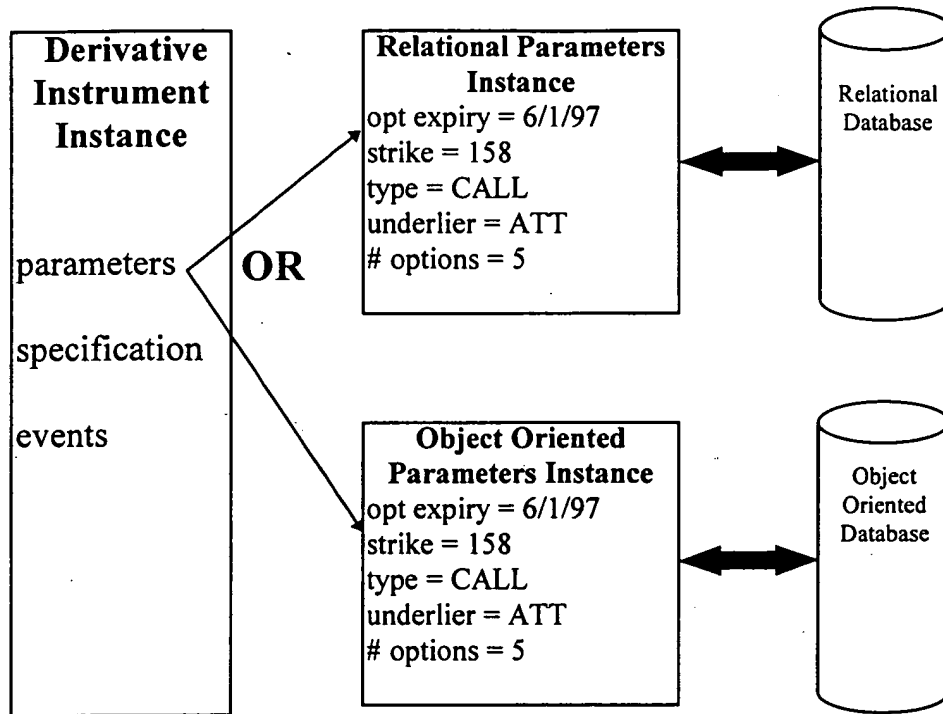 Derivative
Instrument
Instance
parameters
specification
events
OR
Relational Parameters
Instance
opt expiry = 6/1/97
strike = 158
type = CALL
underlier = ATT
# options = 5
Relational
Database
Object Oriented
Parameters Instance
opt expiry = 6/1/97
strike = 158
type = CALL
underlier = ATT
# options = 5
Object
Oriented
Database